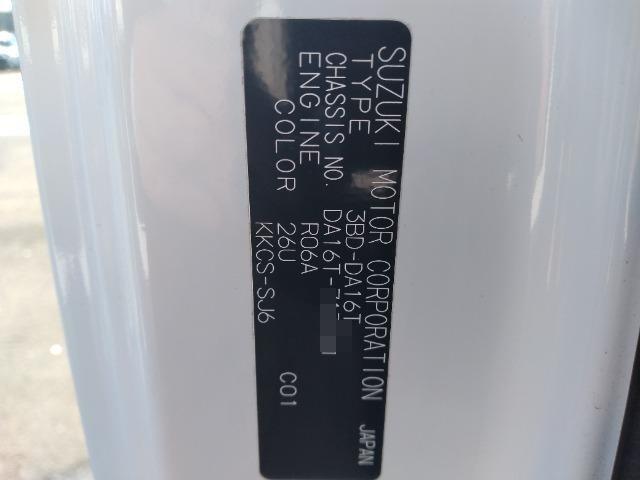 SUZUKI MOTOR CORPORATION JAPAN
TYPE 3BD-DA16T
CHASSIS NO. DA16T-
ENGINE R06A
COLOR 26U
KKCS-SJ6 C01